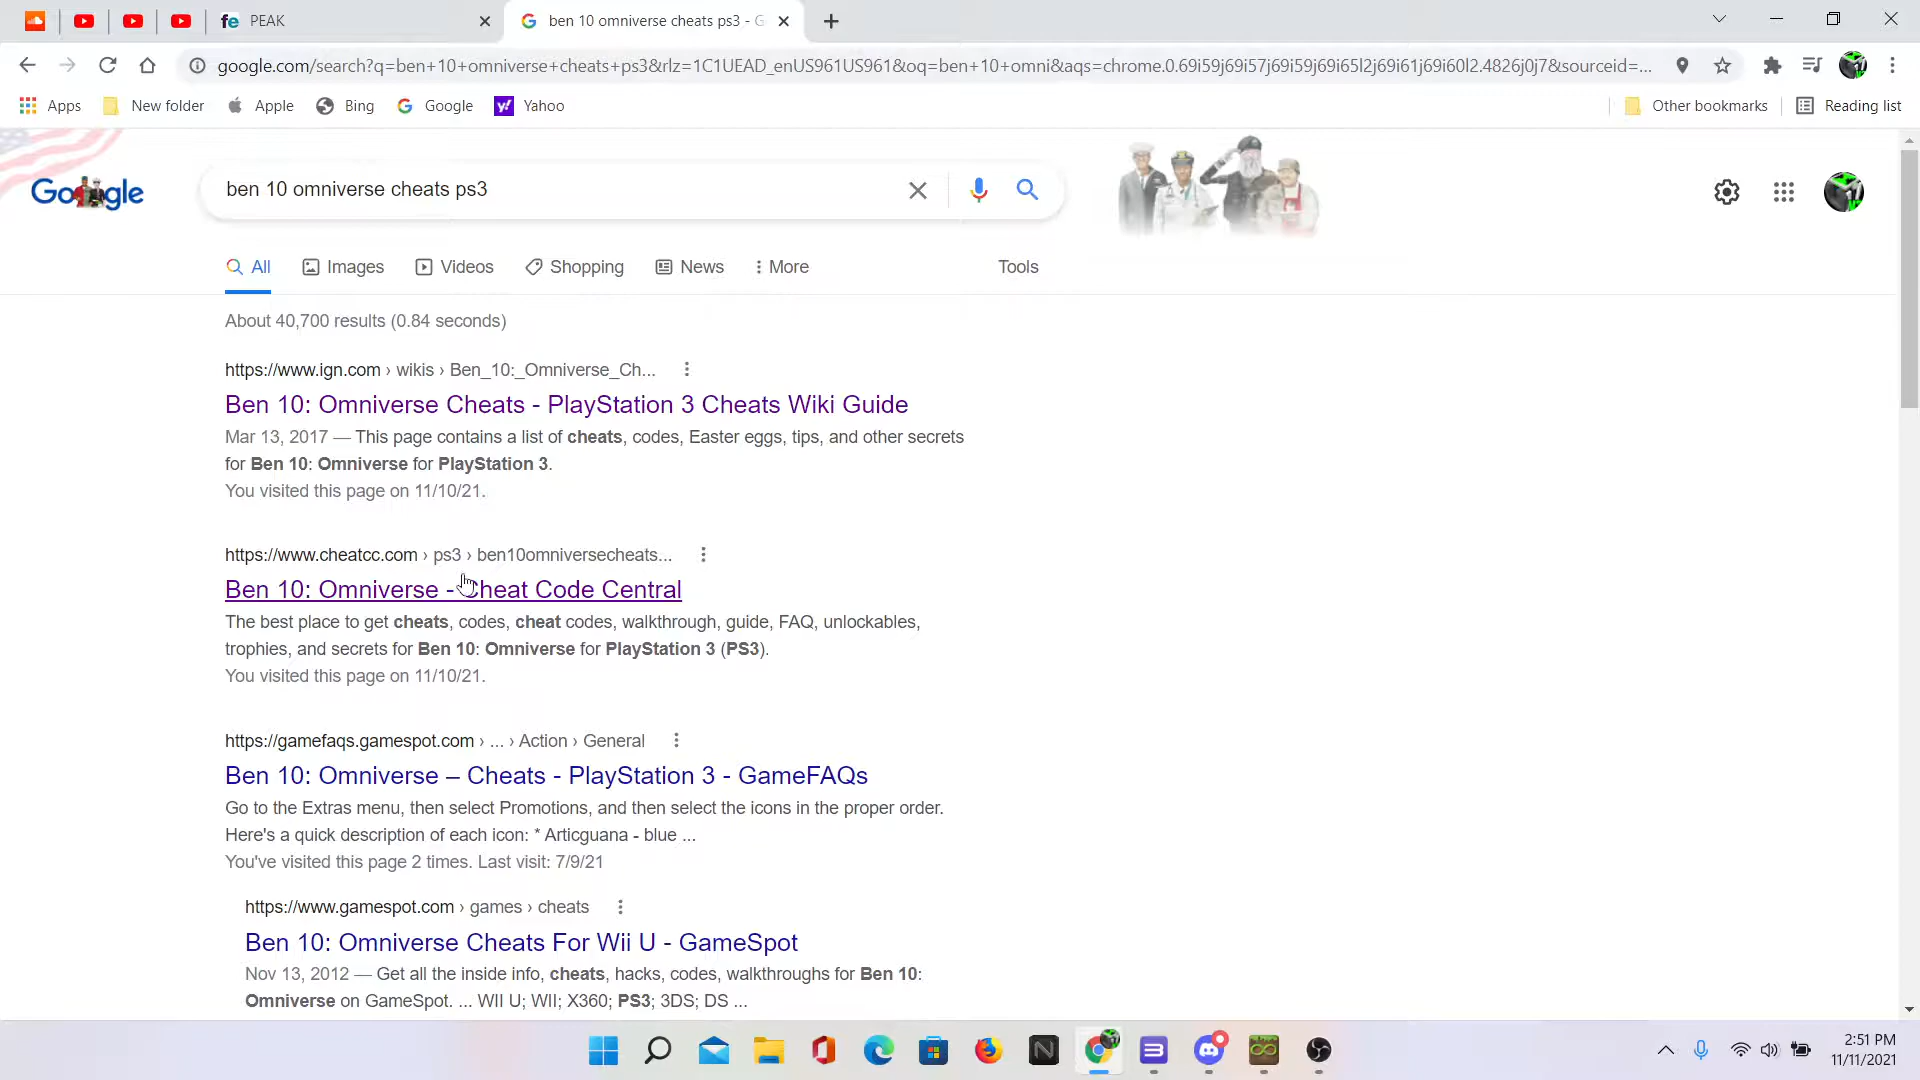 fe PEAK
ben 10 omniverse cheats ps3 - G
google.com/search?q=ben+10+omniverse+cheats+ps3&rlz=1C1UEAD_enUS961US961&oq=ben+10+omni&aqs=chrome.0.69i59j69i57j69i59j69i65l2j69i61j69i60l2.4826j0j7&sourceid=...
Apps New folder Apple Bing Google Yahoo Other bookmarks Reading list
Google
ben 10 omniverse cheats ps3
All Images Videos Shopping News More Tools
About 40,700 results (0.84 seconds)
https://www.ign.com › wikis › Ben_10:_Omniverse_Ch...
Ben 10: Omniverse Cheats - PlayStation 3 Cheats Wiki Guide
Mar 13, 2017 — This page contains a list of cheats, codes, Easter eggs, tips, and other secrets
for Ben 10: Omniverse for PlayStation 3.
You visited this page on 11/10/21.
https://www.cheatcc.com › ps3 › ben10omniversecheats...
Ben 10: Omniverse - Cheat Code Central
The best place to get cheats, codes, cheat codes, walkthrough, guide, FAQ, unlockables,
trophies, and secrets for Ben 10: Omniverse for PlayStation 3 (PS3).
You visited this page on 11/10/21.
https://gamefaqs.gamespot.com › ... › Action › General
Ben 10: Omniverse – Cheats - PlayStation 3 - GameFAQs
Go to the Extras menu, then select Promotions, and then select the icons in the proper order.
Here's a quick description of each icon: * Articguana - blue ...
You've visited this page 2 times. Last visit: 7/9/21
https://www.gamespot.com › games › cheats
Ben 10: Omniverse Cheats For Wii U - GameSpot
Nov 13, 2012 — Get all the inside info, cheats, hacks, codes, walkthroughs for Ben 10:
Omniverse on GameSpot. ... WII U; WII; X360; PS3; 3DS; DS ...
2:51 PM
11/11/2021